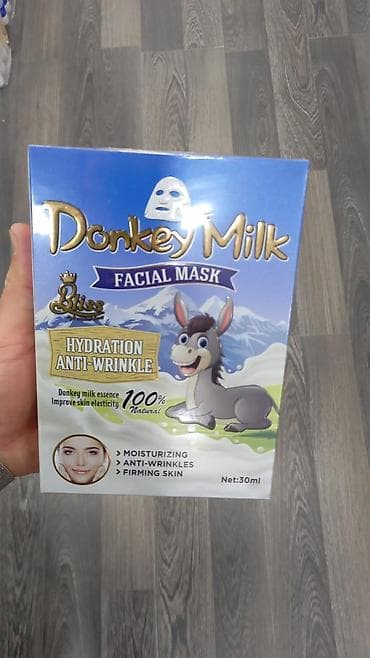 Donkey Milk
FACIAL MASK
Bliss
HYDRATION
ANTI-WRINKLE
Donkey milk essence
Improve skin elasticity
100%
Natural
> MOISTURIZING
> ANTI-WRINKLES
> FIRMING SKIN
Net:30ml